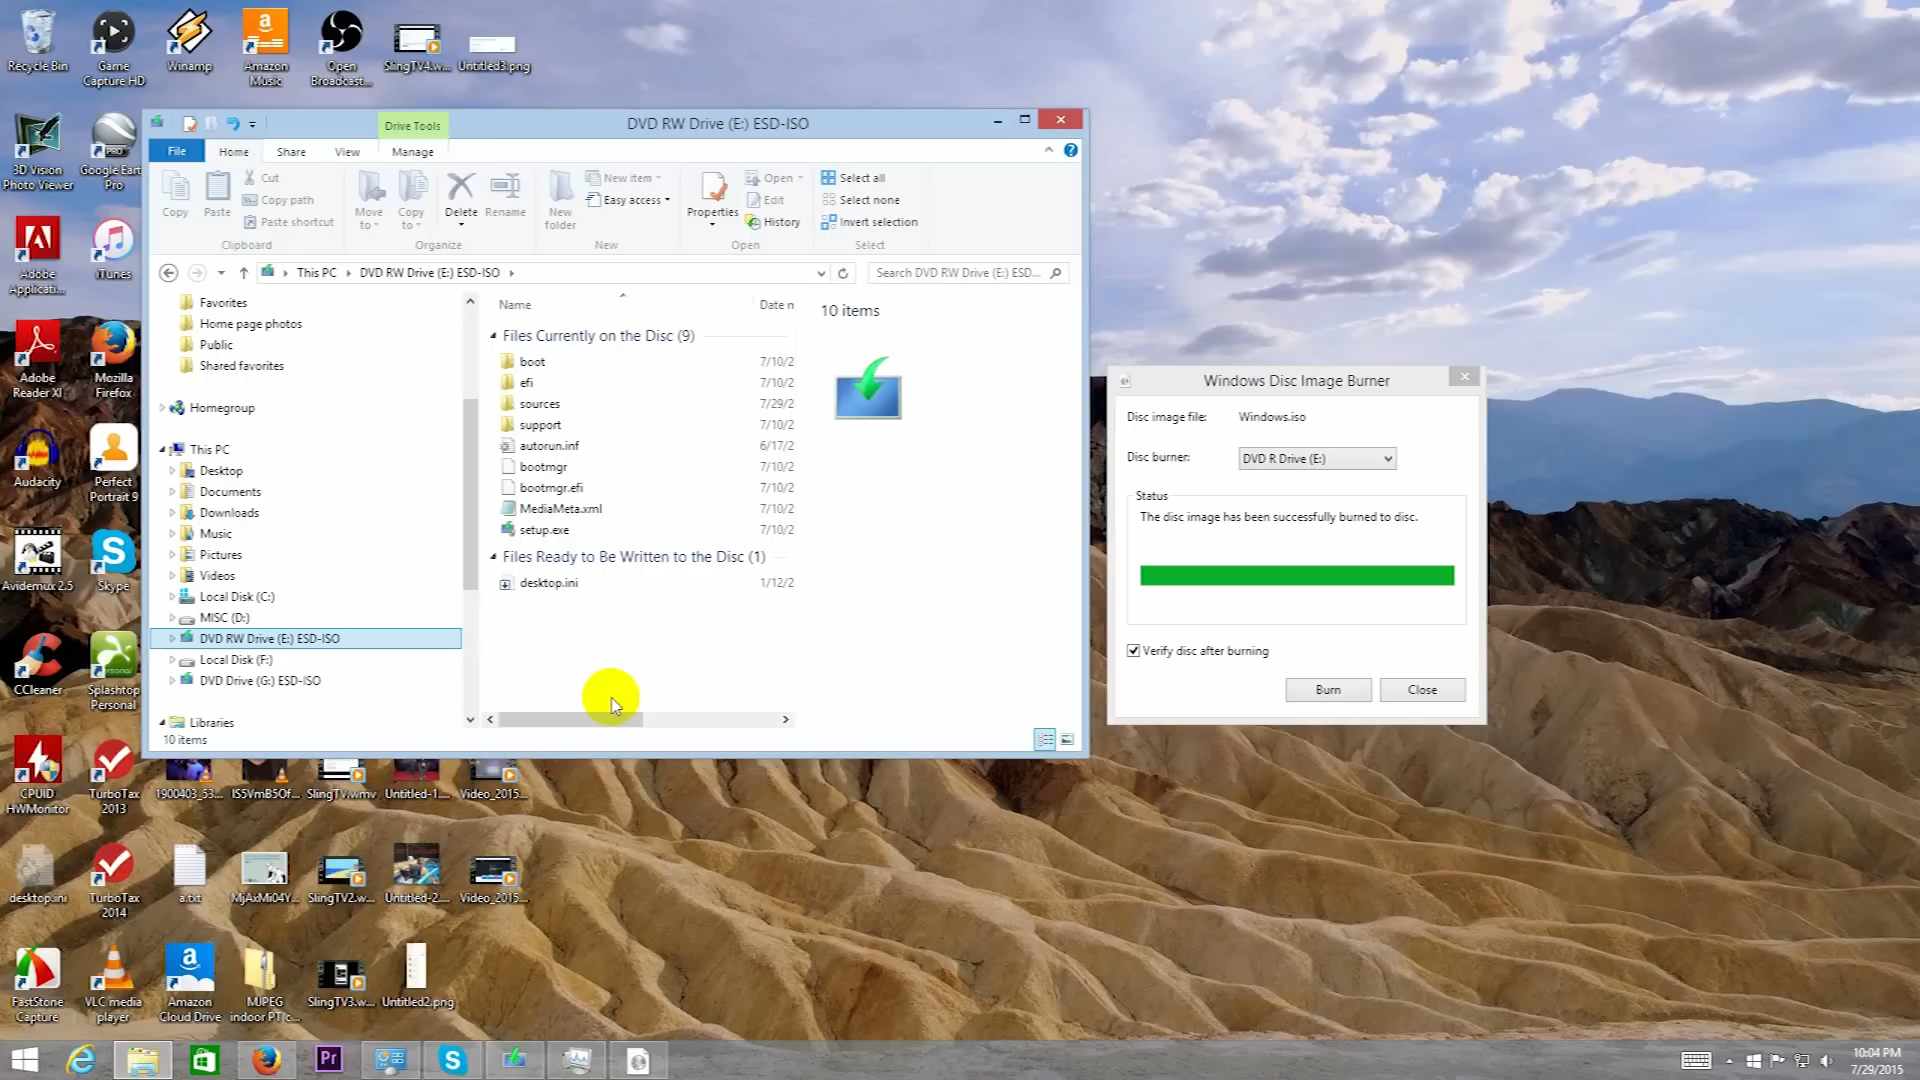 Recycle Bin
Game Capture HD
Winamp
Amazon Music
Open Broadcast...
SlingTV4.w...
Untitled3.png
3D Vision Photo Viewer
Google Eart Pro
Adobe Applicati...
iTunes
Adobe Reader XI
Mozilla Firefox
Audacity
Perfect Portrait 9
Avidemux 2.5
Skype
CCleaner
Splashtop Personal
CPUID HWMonitor
TurboTax 2013
1900403_53...
IS5VmB5Of...
SlingTV.wmv
Untitled-1....
Video_2015...
desktop.ini
TurboTax 2014
a.txt
MjAxMi04Y...
SlingTV2.w...
Untitled-2....
Video_2015...
FastStone Capture
VLC media player
Amazon Cloud Drive
MJPEG indoor PT c...
SlingTV3.w...
Untitled2.png
Drive Tools
DVD RW Drive (E:) ESD-ISO
File
Home
Share
View
Manage
Copy
Paste
Cut
Copy path
Paste shortcut
Clipboard
Move to
Copy to
Delete
Rename
Organize
New folder
New item
Easy access
New
Properties
Open
Edit
History
Open
Select all
Select none
Invert selection
Select
This PC
DVD RW Drive (E:) ESD-ISO
Search DVD RW Drive (E:) ESD...
Favorites
Home page photos
Public
Shared favorites
Homegroup
This PC
Desktop
Documents
Downloads
Music
Pictures
Videos
Local Disk (C:)
MISC (D:)
DVD RW Drive (E:) ESD-ISO
Local Disk (F:)
DVD Drive (G:) ESD-ISO
Libraries
10 items
Name
Date n
Files Currently on the Disc (9)
boot 7/10/2
efi 7/10/2
sources 7/29/2
support 7/10/2
autorun.inf 6/17/2
bootmgr 7/10/2
bootmgr.efi 7/10/2
MediaMeta.xml 7/10/2
setup.exe 7/10/2
Files Ready to Be Written to the Disc (1)
desktop.ini 1/12/2
10 items
Windows Disc Image Burner
Disc image file: Windows.iso
Disc burner: DVD R Drive (E:)
Status
The disc image has been successfully burned to disc.
Verify disc after burning
Burn
Close
Pr
10:04 PM
7/29/2015